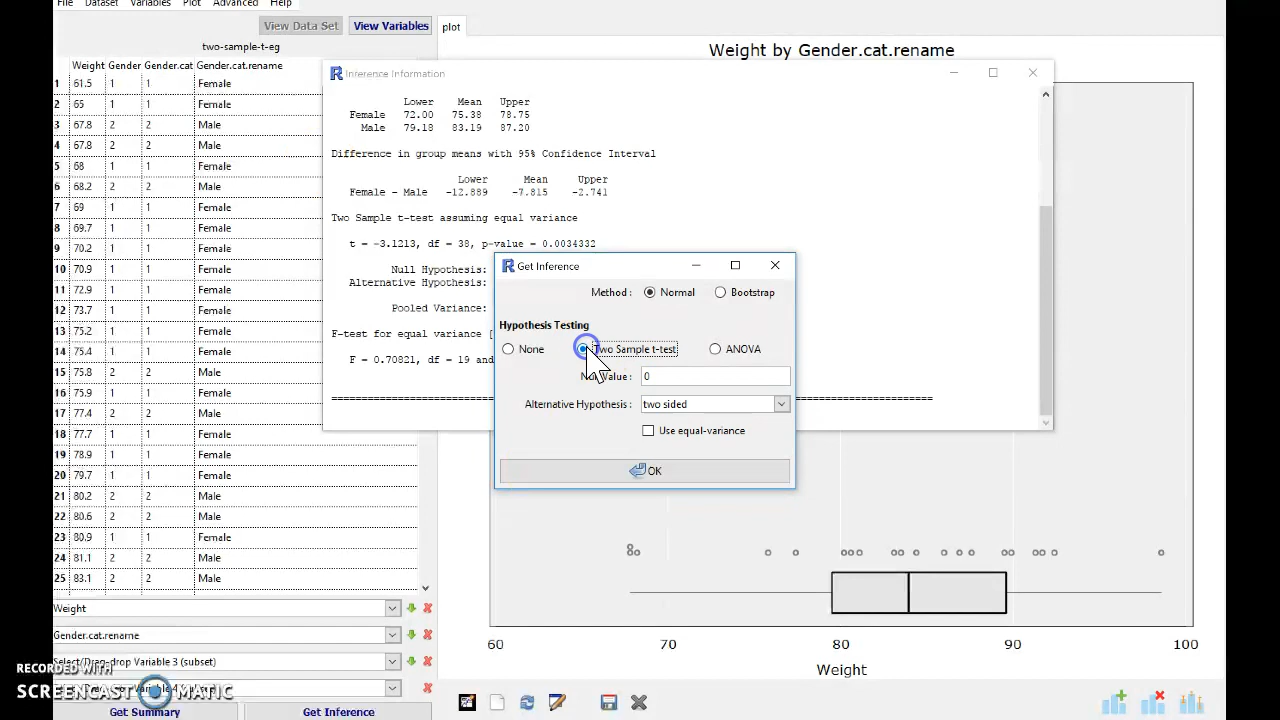 File Dataset Variables Plot Advanced Help
View Data Set View Variables plot
two-sample-t-eg
Weight by Gender.cat.rename
Weight Gender Gender.cat Gender.cat.rename
1 61.5 1 1 Female
2 65 1 1 Female
3 67.8 2 2 Male
4 67.8 2 2 Male
5 68 1 1 Female
6 68.2 2 2 Male
7 69 1 1 Female
8 69.7 1 1 Female
9 70.2 1 1 Female
10 70.9 1 1 Female
11 72.9 1 1 Female
12 73.7 1 1 Female
13 75.2 1 1 Female
14 75.4 1 1 Female
15 75.8 2 2 Male
16 75.9 1 1 Female
17 77.4 2 2 Male
18 77.7 1 1 Female
19 78.9 1 1 Female
20 79.7 1 1 Female
21 80.2 2 2 Male
22 80.6 2 2 Male
23 80.9 1 1 Female
24 81.1 2 2 Male
25 83.1 2 2 Male
Weight
Gender.cat.rename
Select/Drag-drop Variable 3 (subset)
Get Summary Get Inference
Inference Information
Lower Mean Upper
Female 72.00 75.38 78.75
Male 79.18 83.19 87.20
Difference in group means with 95% Confidence Interval
Lower Mean Upper
Female - Male -12.889 -7.815 -2.741
Two Sample t-test assuming equal variance
t = -3.1213, df = 38, p-value = 0.0034332
Null Hypothesis:
Alternative Hypothesis:
Pooled Variance:
F-test for equal variance [
F = 0.70821, df = 19 and
Get Inference
Method : Normal Bootstrap
Hypothesis Testing
None Two Sample t-test ANOVA
Null Value : 0
Alternative Hypothesis : two sided
Use equal-variance
OK
60 70 80 90 100
Weight
RECORDED WITH
SCREENCAST MATIC